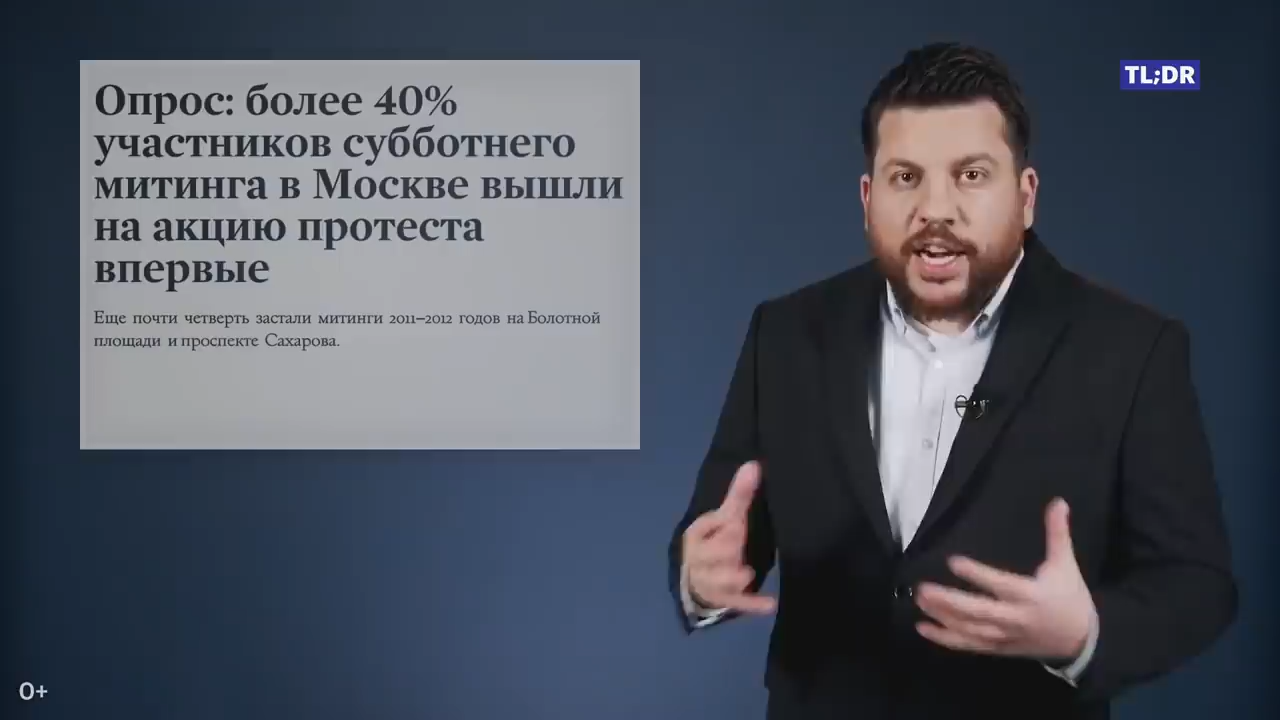 Опрос: более 40%
участников субботнего
митинга в Москве вышли
на акцию протеста
впервые
Еще почти четверть застали митинги 2011–2012 годов на Болотной
площади и проспекте Сахарова.
TL;DR
0+